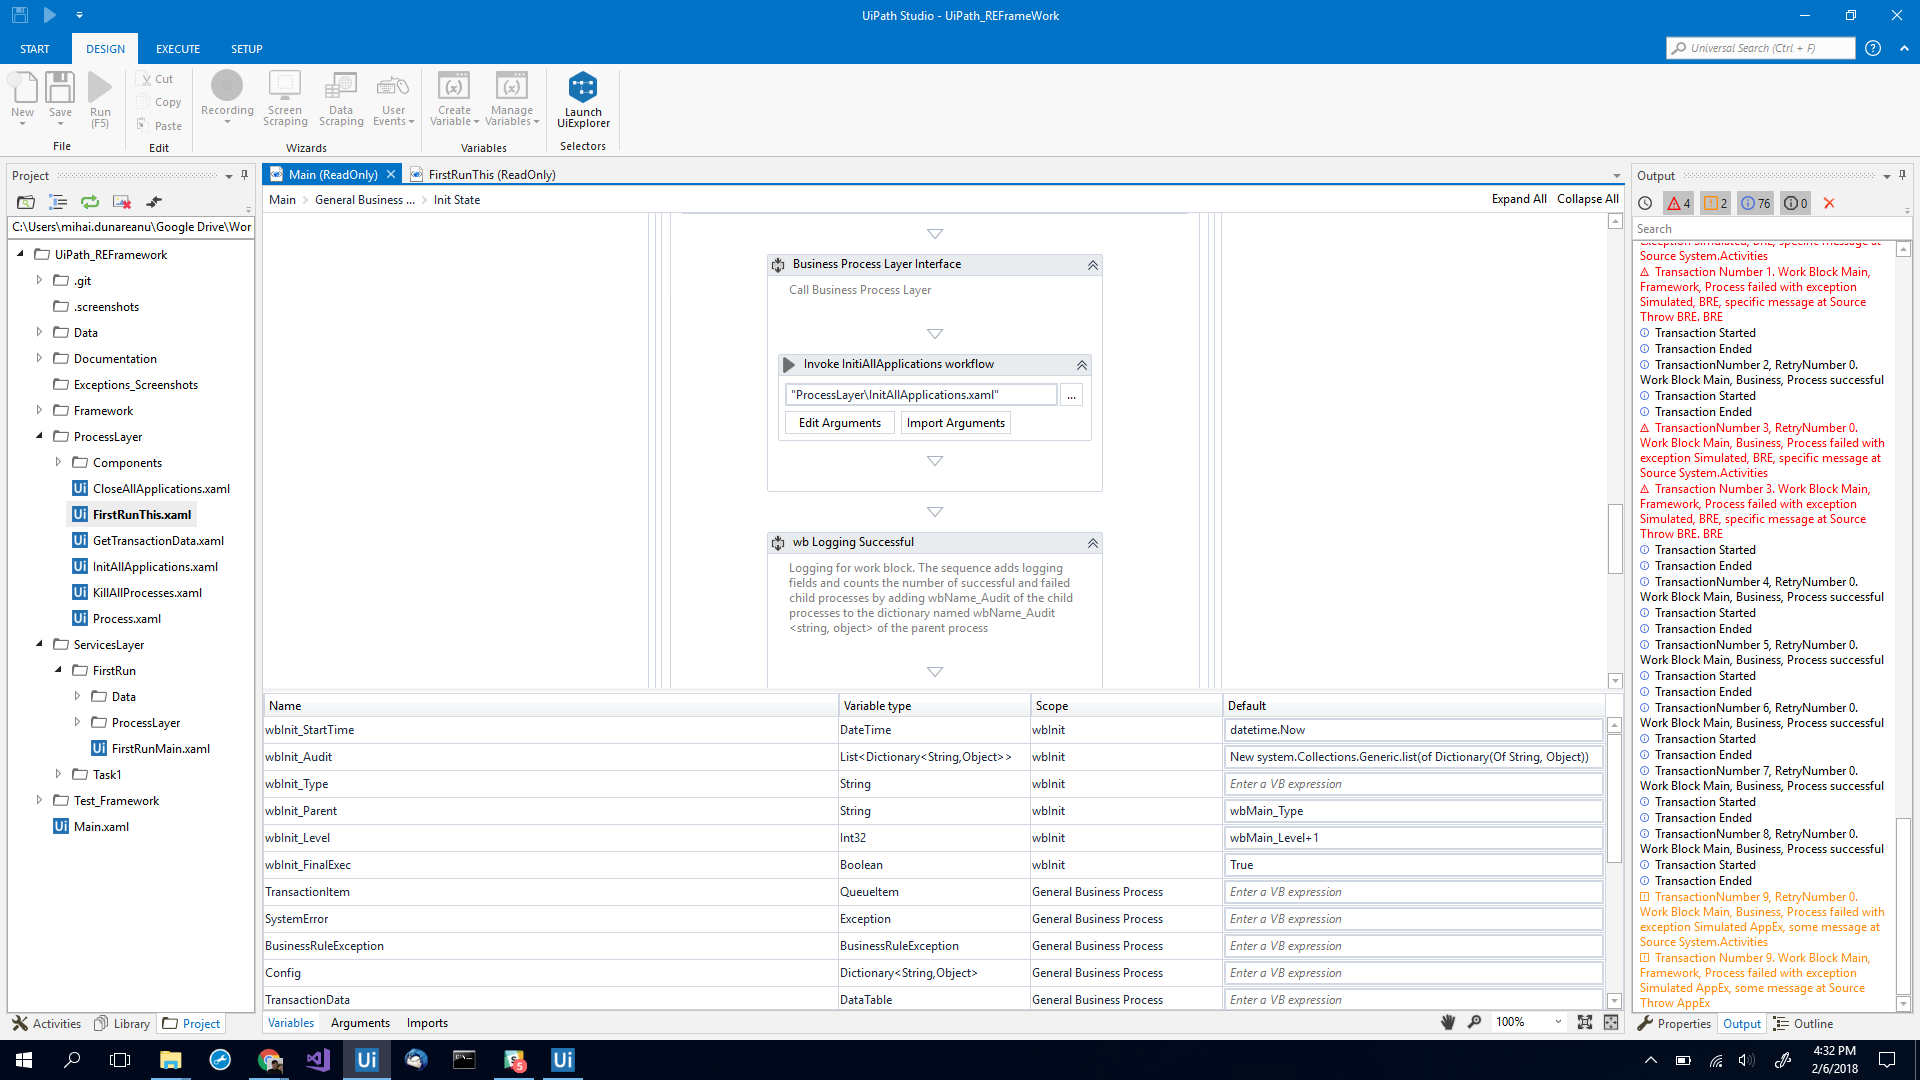 UiPath Studio - UiPath_REFrameWork
START
DESIGN
EXECUTE
SETUP
Universal Search (Ctrl + F)
New
Save
Run
(F5)
File
Cut
Copy
Paste
Edit
Recording
Screen
Scraping
Data
Scraping
User
Events
Wizards
Create
Variable
Manage
Variables
Variables
Launch
UiExplorer
Selectors
Project
C:\Users\mihai.dunareanu\Google Drive\Wor
UiPath_REFramework
.git
.screenshots
Data
Documentation
Exceptions_Screenshots
Framework
ProcessLayer
Components
CloseAllApplications.xaml
FirstRunThis.xaml
GetTransactionData.xaml
InitAllApplications.xaml
KillAllProcesses.xaml
Process.xaml
ServicesLayer
FirstRun
Data
ProcessLayer
FirstRunMain.xaml
Task1
Test_Framework
Main.xaml
Activities
Library
Project
Main (ReadOnly)
FirstRunThis (ReadOnly)
Main > General Business ... > Init State
Expand All
Collapse All
Business Process Layer Interface
Call Business Process Layer
Invoke InitiAllApplications workflow
"ProcessLayer\InitAllApplications.xaml"
...
Edit Arguments
Import Arguments
wb Logging Successful
Logging for work block. The sequence adds logging
fields and counts the number of successful and failed
child processes by adding wbName_Audit of the child
processes to the dictionary named wbName_Audit
<string, object> of the parent process
Name Variable type Scope Default
wbInit_StartTime DateTime wbInit datetime.Now
wbInit_Audit List<Dictionary<String,Object>> wbInit New system.Collections.Generic.list(of Dictionary(Of String, Object))
wbInit_Type String wbInit Enter a VB expression
wbInit_Parent String wbInit wbMain_Type
wbInit_Level Int32 wbInit wbMain_Level+1
wbInit_FinalExec Boolean wbInit True
TransactionItem QueueItem General Business Process Enter a VB expression
SystemError Exception General Business Process Enter a VB expression
BusinessRuleException BusinessRuleException General Business Process Enter a VB expression
Config Dictionary<String,Object> General Business Process Enter a VB expression
TransactionData DataTable General Business Process Enter a VB expression
Variables
Arguments
Imports
100%
Output
4
2
76
0
Search
exception Simulated, BRE, specific message at
Source System.Activities
Transaction Number 1. Work Block Main,
Framework, Process failed with exception
Simulated, BRE, specific message at Source
Throw BRE. BRE
Transaction Started
Transaction Ended
TransactionNumber 2, RetryNumber 0.
Work Block Main, Business, Process successful
Transaction Started
Transaction Ended
TransactionNumber 3, RetryNumber 0.
Work Block Main, Business, Process failed with
exception Simulated, BRE, specific message at
Source System.Activities
Transaction Number 3. Work Block Main,
Framework, Process failed with exception
Simulated, BRE, specific message at Source
Throw BRE. BRE
Transaction Started
Transaction Ended
TransactionNumber 4, RetryNumber 0.
Work Block Main, Business, Process successful
Transaction Started
Transaction Ended
TransactionNumber 5, RetryNumber 0.
Work Block Main, Business, Process successful
Transaction Started
Transaction Ended
TransactionNumber 6, RetryNumber 0.
Work Block Main, Business, Process successful
Transaction Started
Transaction Ended
TransactionNumber 7, RetryNumber 0.
Work Block Main, Business, Process successful
Transaction Started
Transaction Ended
TransactionNumber 8, RetryNumber 0.
Work Block Main, Business, Process successful
Transaction Started
Transaction Ended
TransactionNumber 9, RetryNumber 0.
Work Block Main, Business, Process failed with
exception Simulated AppEx, some message at
Source System.Activities
Transaction Number 9. Work Block Main,
Framework, Process failed with exception
Simulated AppEx, some message at Source
Throw AppEx
Properties
Output
Outline
Ui
5
Ui
4:32 PM
2/6/2018